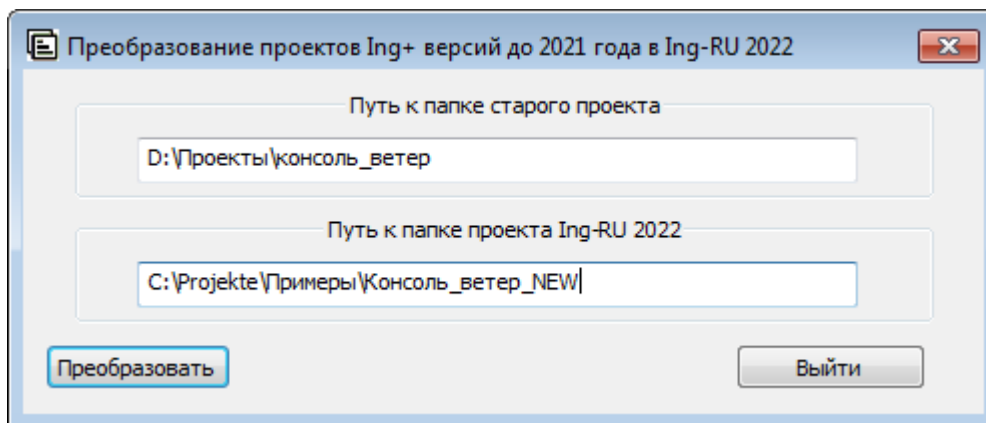 Преобразование проектов Ing+ версий до 2021 года в Ing-RU 2022
Путь к папке старого проекта
D:\Проекты\консоль_ветер
Путь к папке проекта Ing-RU 2022
C:\Projekte\Примеры\Консоль_ветер_NEW
Преобразовать
Выйти